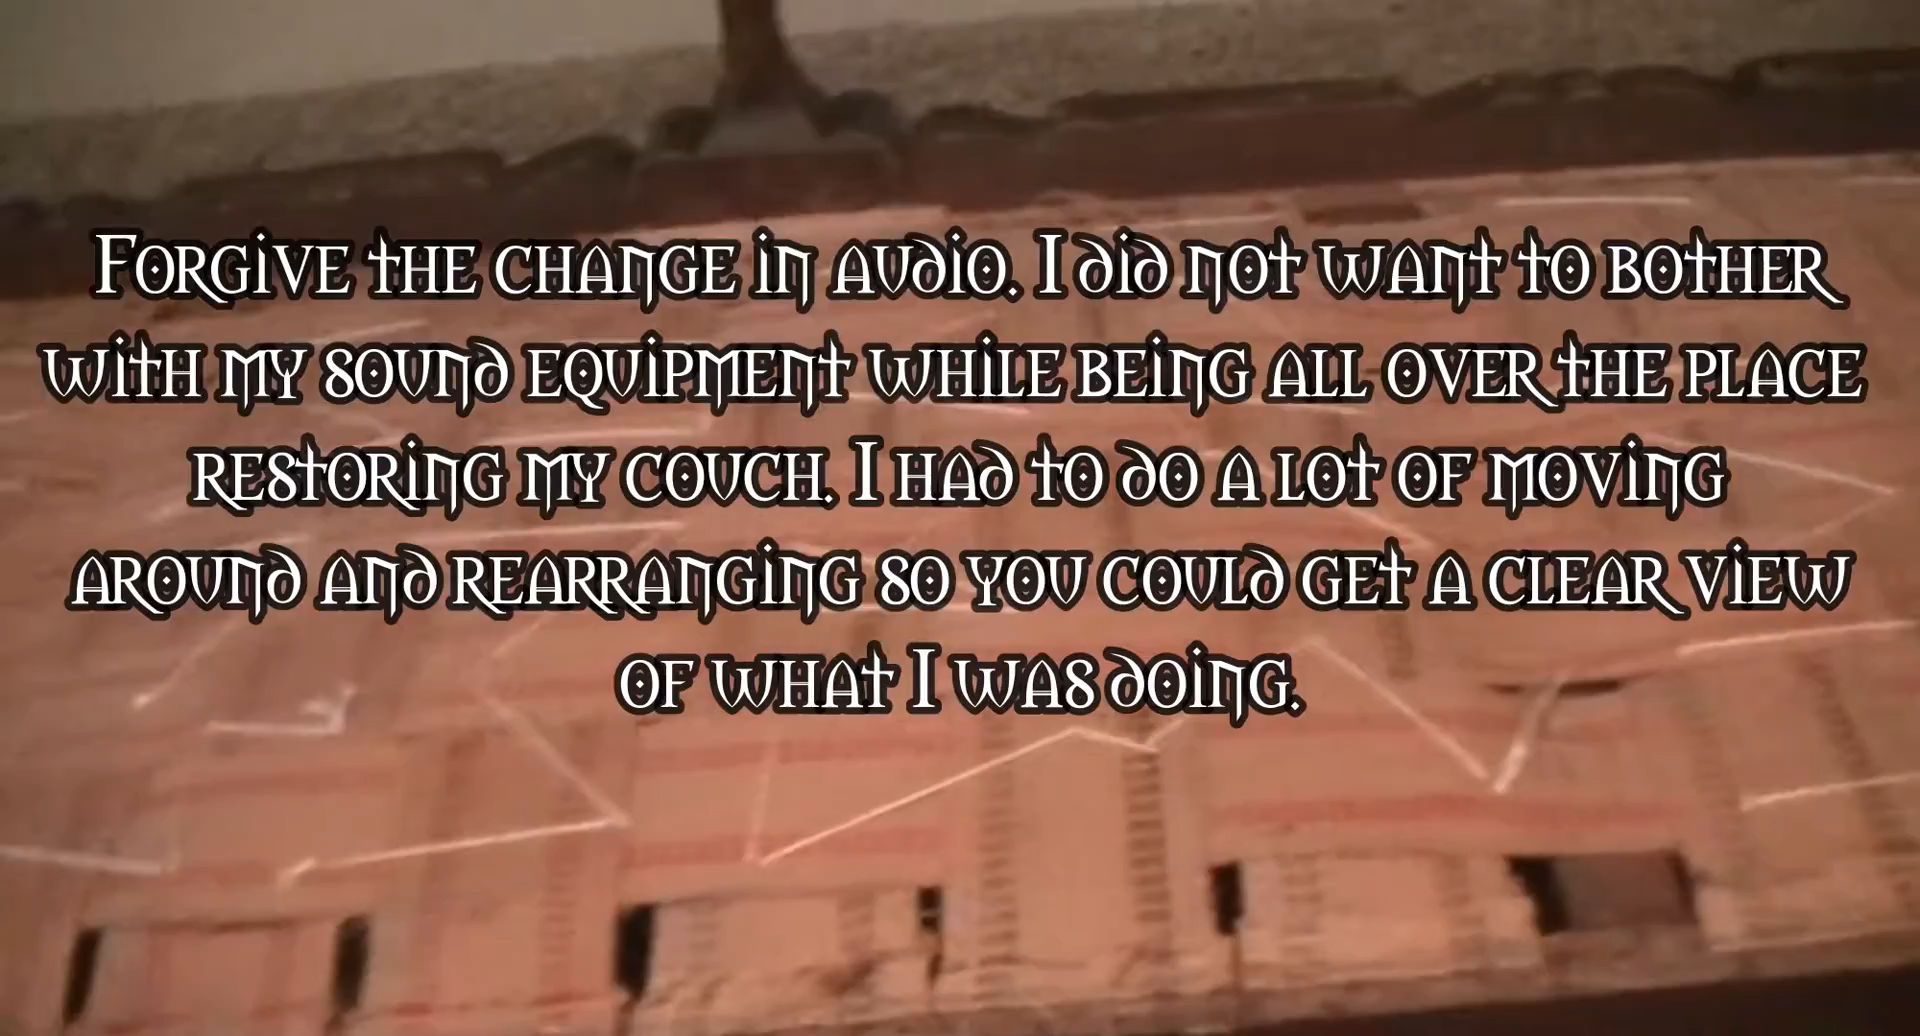 Forgive the change in audio. I did not want to bother
with my sound equipment while being all over the place
restoring my couch. I had to do a lot of moving
around and rearranging so you could get a clear view
of what I was doing.